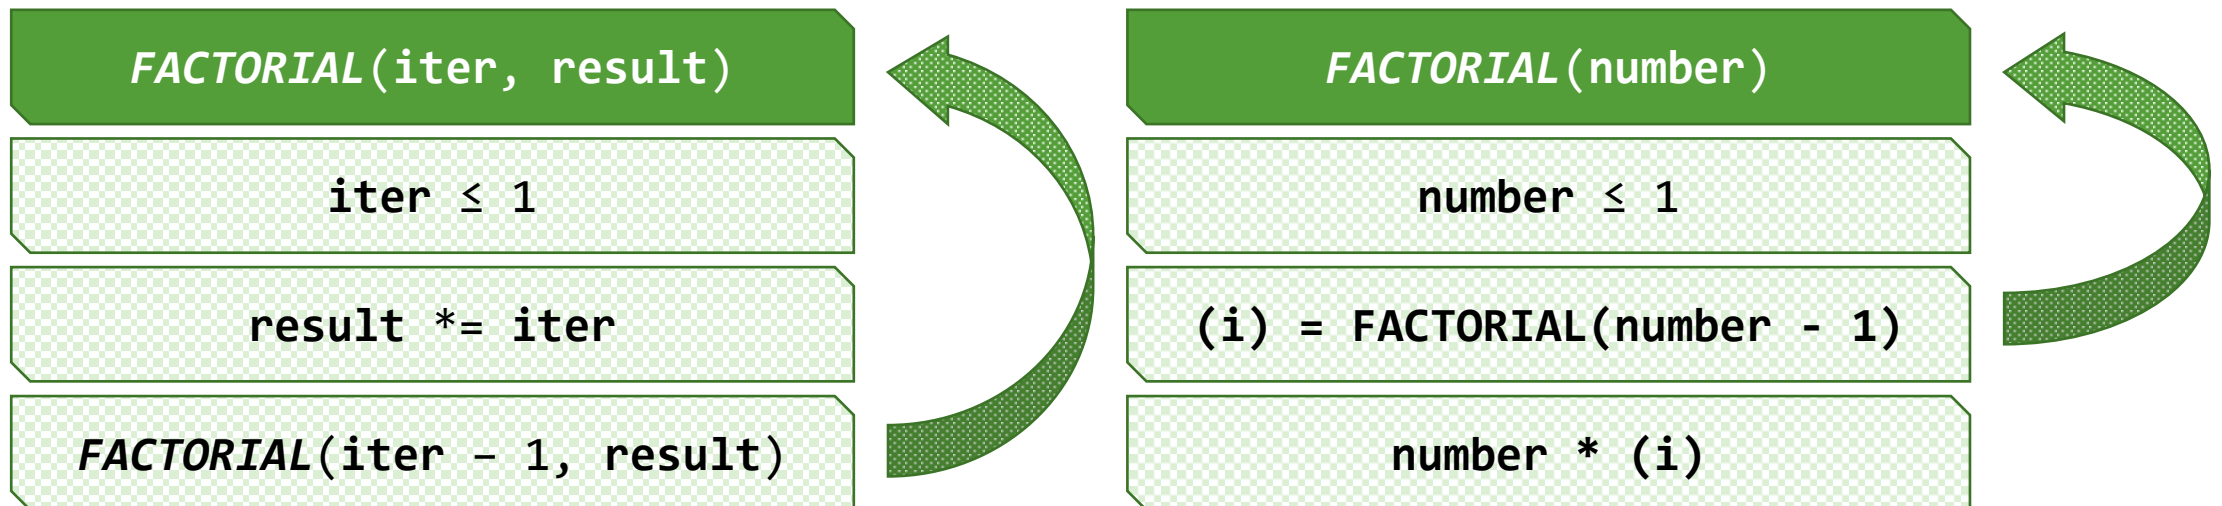 FACTORIAL(iter, result)
iter ≤ 1
result *= iter
FACTORIAL(iter – 1, result)
FACTORIAL(number)
number ≤ 1
(i) = FACTORIAL(number - 1)
number * (i)